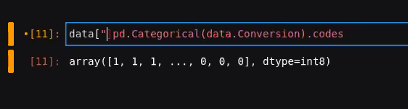 •[11]: data[" pd.Categorical(data.Conversion).codes
[11]: array([1, 1, 1, ..., 0, 0, 0], dtype=int8)